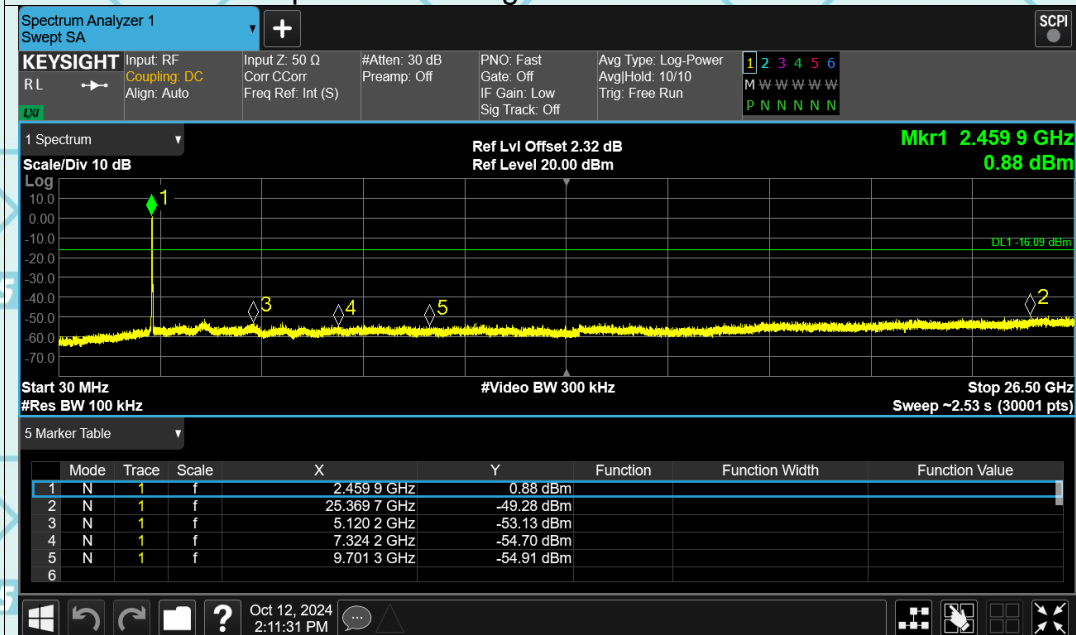 Spectrum Analyzer 1
Swept SA
SCPI
KEYSIGHT
R L
LXI
Input: RF
Coupling: DC
Align: Auto
Input Z: 50 Ω
Corr CCorr
Freq Ref: Int (S)
#Atten: 30 dB
Preamp: Off
PNO: Fast
Gate: Off
IF Gain: Low
Sig Track: Off
Avg Type: Log-Power
Avg|Hold: 10/10
Trig: Free Run
1 2 3 4 5 6
M W W W W W
P N N N N N
1 Spectrum
Scale/Div 10 dB
Log
Ref Lvl Offset 2.32 dB
Ref Level 20.00 dBm
Mkr1 2.459 9 GHz
0.88 dBm
10.0
0.00
-10.0
-20.0
-30.0
-40.0
-50.0
-60.0
-70.0
1
DL1 -16.09 dBm
3
4
5
2
Start 30 MHz
#Res BW 100 kHz
#Video BW 300 kHz
Stop 26.50 GHz
Sweep ~2.53 s (30001 pts)
5 Marker Table
Mode Trace Scale X Y Function Function Width Function Value
1 N 1 f 2.459 9 GHz 0.88 dBm
2 N 1 f 25.369 7 GHz -49.28 dBm
3 N 1 f 5.120 2 GHz -53.13 dBm
4 N 1 f 7.324 2 GHz -54.70 dBm
5 N 1 f 9.701 3 GHz -54.91 dBm
6
?
Oct 12, 2024
2:11:31 PM